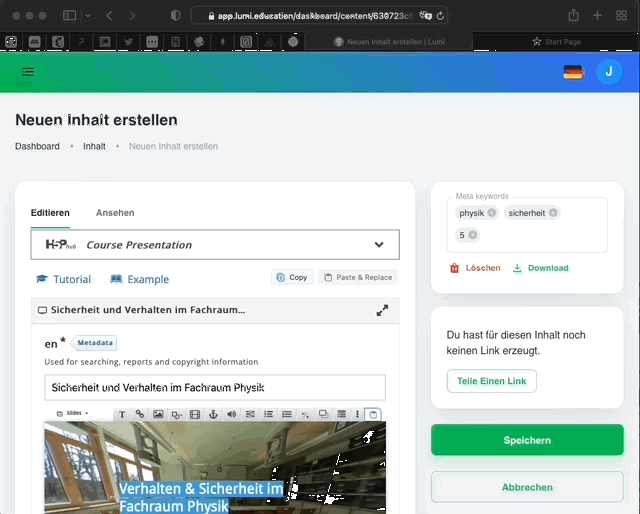 app.lumi.education/dashboard/content/630723c
Neuen Inhalt erstellen | Lumi
Start Page
J
Neuen Inhalt erstellen
Dashboard • Inhalt • Neuen Inhalt erstellen
Editieren Ansehen
H5P hub Course Presentation
Tutorial Example Copy Paste & Replace
Sicherheit und Verhalten im Fachraum...
en * Metadata
Used for searching, reports and copyright information
Sicherheit und Verhalten im Fachraum Physik
Slides
T
Verhalten & Sicherheit im
Fachraum Physik
Meta keywords
physik sicherheit
5
Löschen Download
Du hast für diesen Inhalt noch
keinen Link erzeugt.
Teile Einen Link
Speichern
Abbrechen